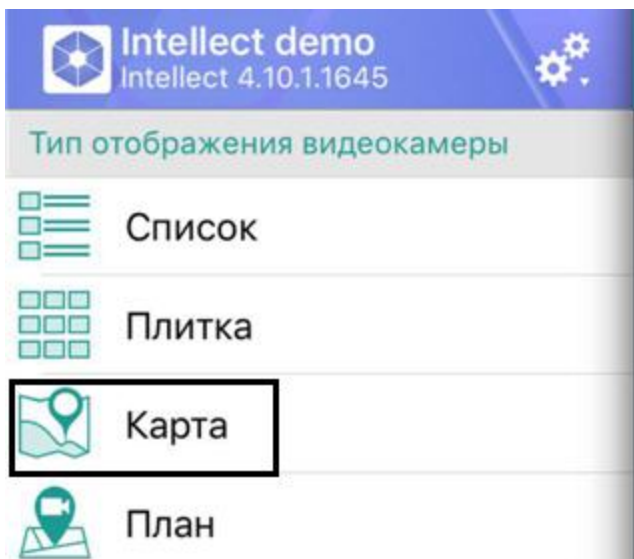 Intellect demo
Intellect 4.10.1.1645
Тип отображения видеокамеры
Список
Плитка
Карта
План